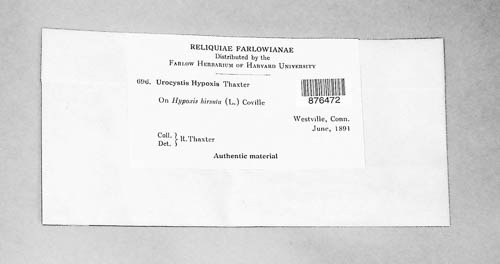 RELIQUIAE FARLOWIANAE
Distributed by the
FARLOW HERBARIUM OF HARVARD UNIVERSITY
696. Urocystis Hypoxis Thaxter
On Hypoxis hirsuta (L.) Coville
876472
Westville, Conn.
June, 1891
Coll. } R. Thaxter
Det.
Authentic material